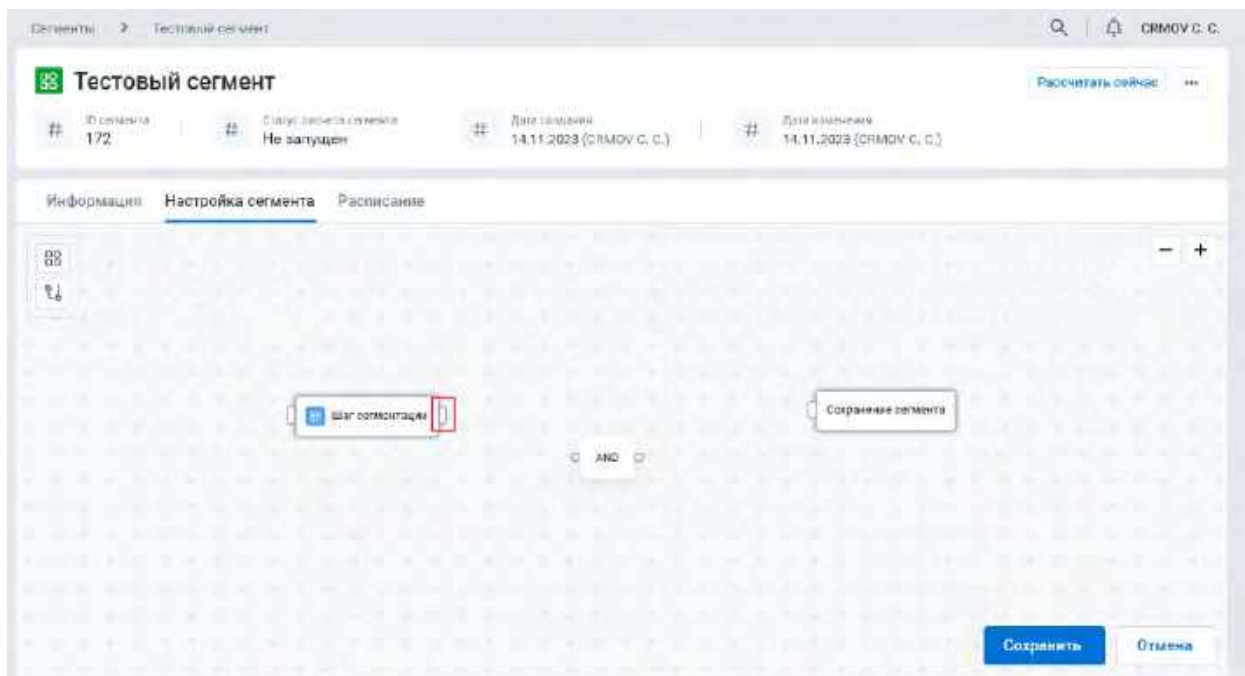 Сегменты > Тестовый сегмент
CRMOV C. C.
Тестовый сегмент
Рассчитать сейчас ...
# ID сегмента # Статус расчета сегмента # Дата создания # Дата изменения
172 Не запущен 14.11.2023 (CRMOV C. C.) 14.11.2023 (CRMOV C. C.)
Информация Настройка сегмента Расписание
− +
Шаг сегментации Сохранение сегмента
AND
Сохранить Отмена